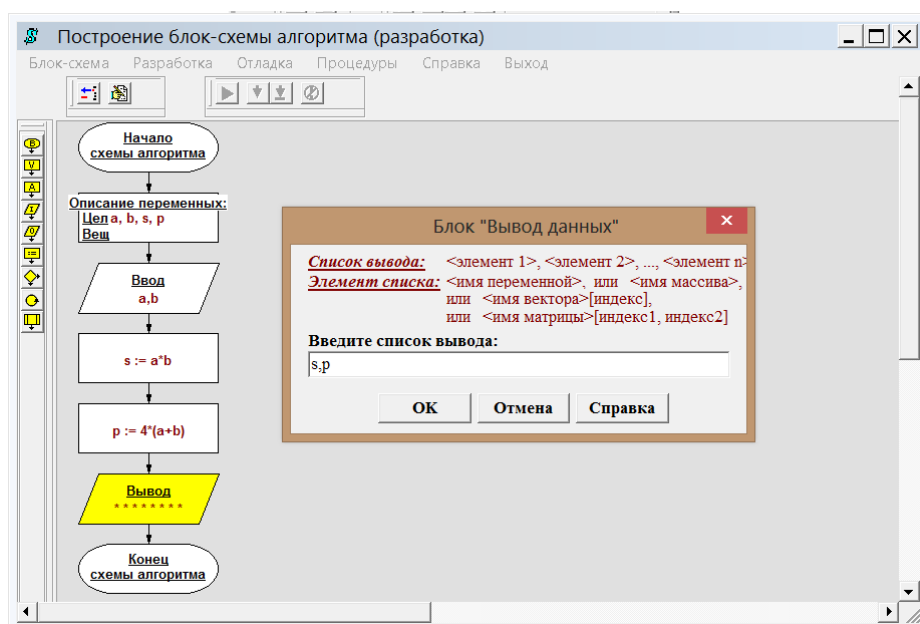 Построение блок-схемы алгоритма (разработка)
Блок-схема Разработка Отладка Процедуры Справка Выход
Начало
схемы алгоритма
Описание переменных:
Цел a, b, s, p
Вещ
Ввод
a,b
s := a*b
p := 4*(a+b)
Вывод
* * * * * * * *
Конец
схемы алгоритма
Блок "Вывод данных"
Список вывода: <элемент 1>, <элемент 2>, ..., <элемент n>
Элемент списка: <имя переменной>, или <имя массива>,
или <имя вектора>[индекс],
или <имя матрицы>[индекс1, индекс2]
Введите список вывода:
s,p
ОК Отмена Справка